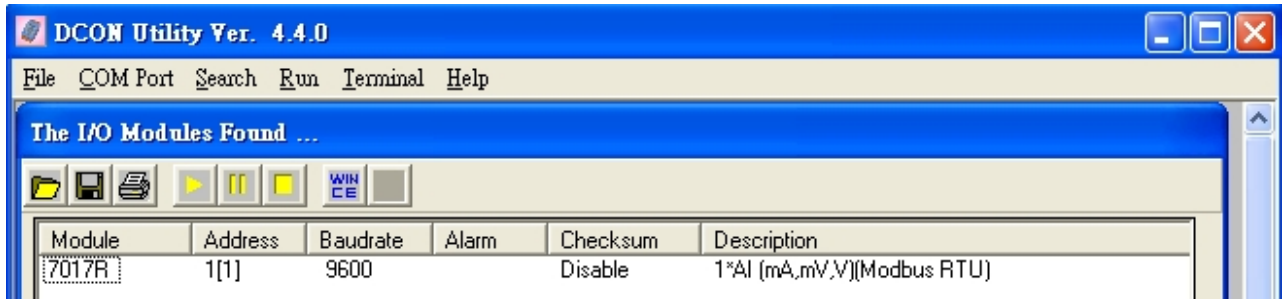 DCON Utility Ver. 4.4.0
File COM Port Search Run Terminal Help
The I/O Modules Found ...
WIN
CE
Module Address Baudrate Alarm Checksum Description
7017R 1[1] 9600 Disable 1*AI (mA,mV,V)(Modbus RTU)